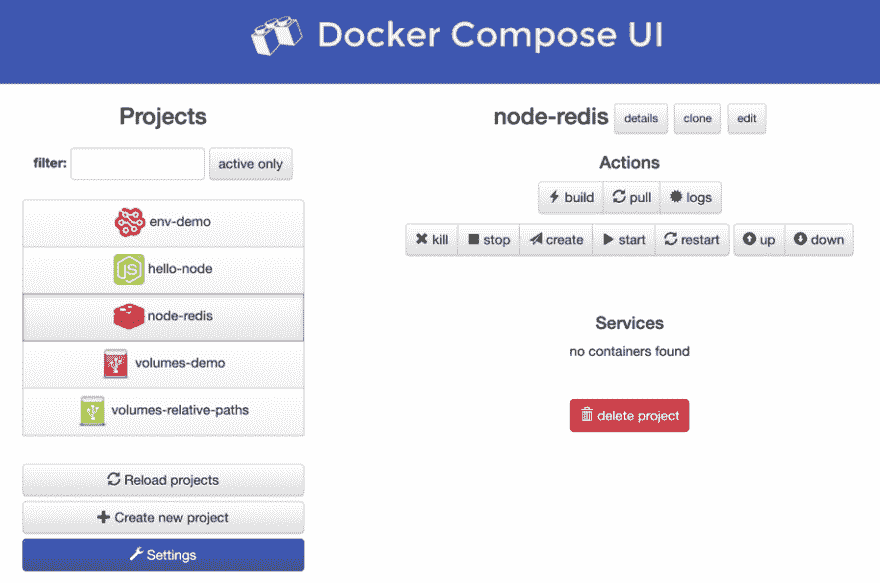 Docker Compose UI
Projects
filter: active only
env-demo
hello-node
node-redis
volumes-demo
volumes-relative-paths
Reload projects
Create new project
Settings
node-redis details clone edit
Actions
build pull logs
kill stop create start restart up down
Services
no containers found
delete project